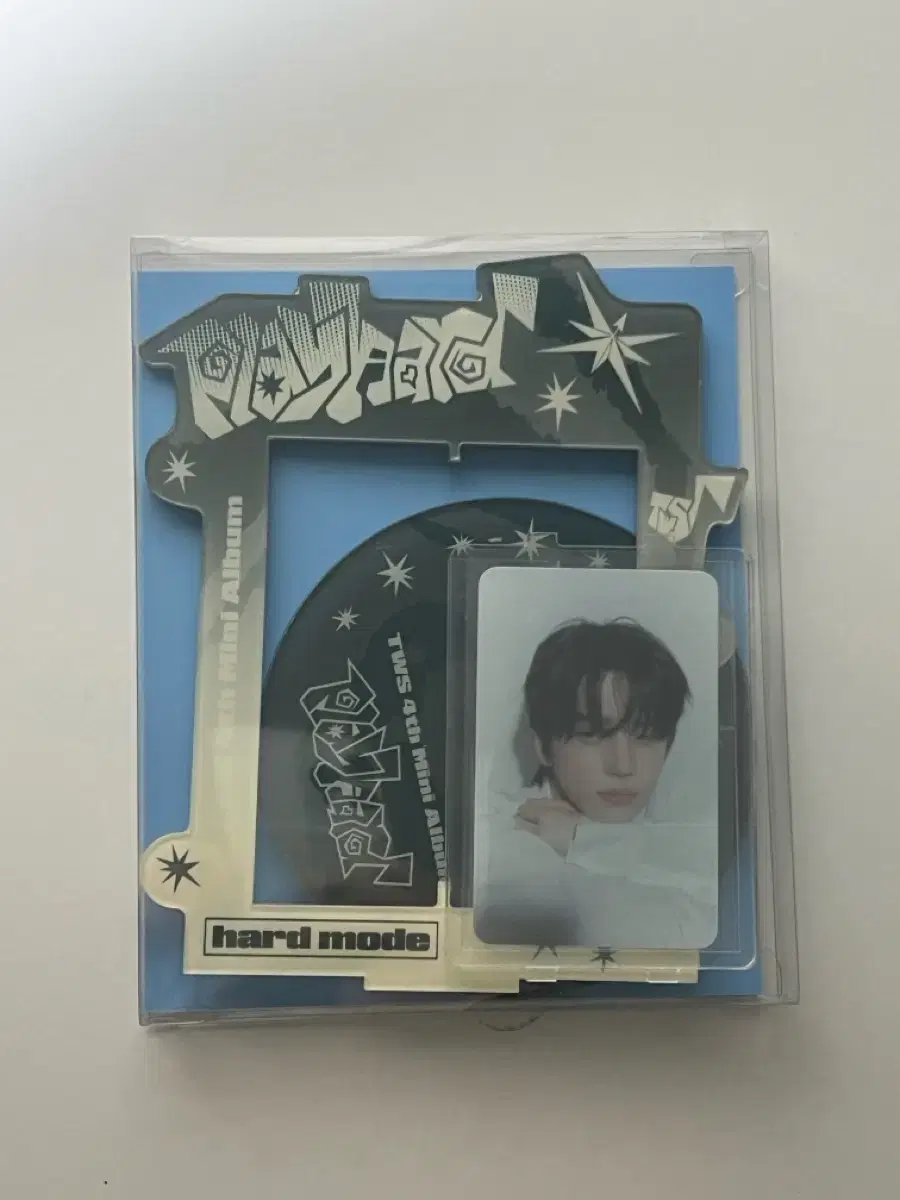 Play hard
TWS
4th Mini Album
TWS 4th Mini Album
play hard
hard mode